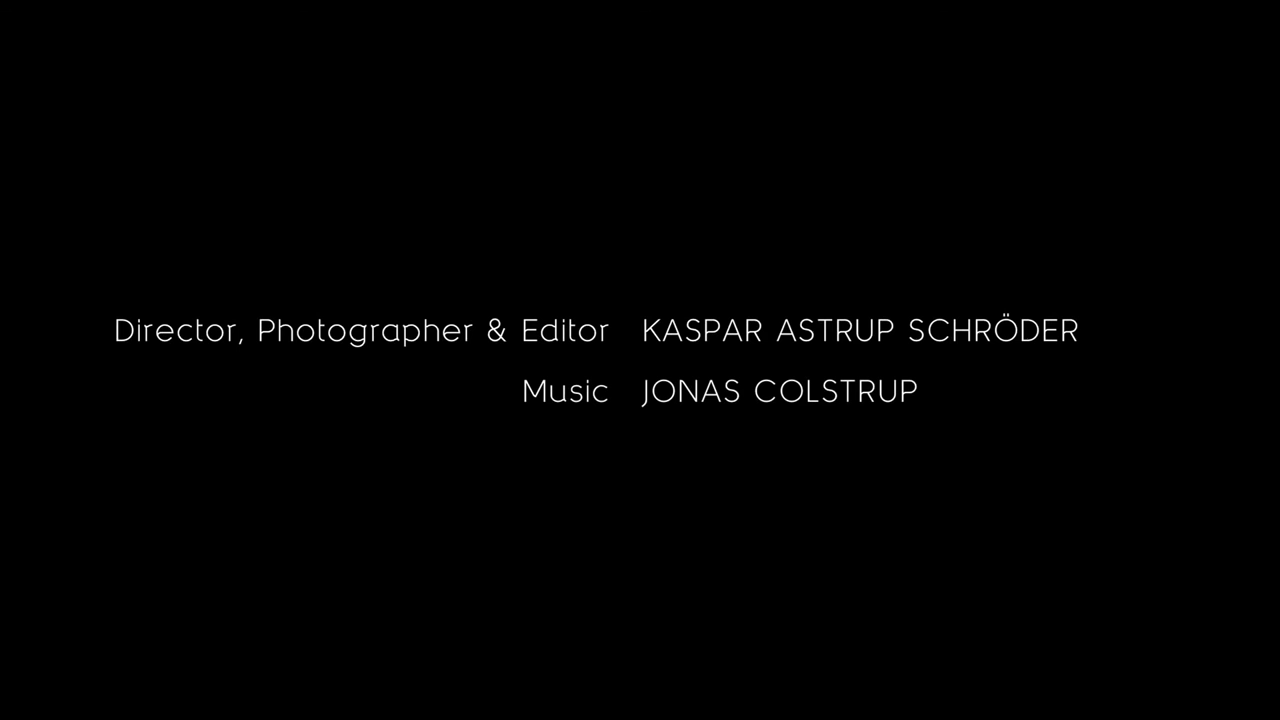 Director, Photographer & Editor KASPAR ASTRUP SCHRÖDER
Music JONAS COLSTRUP